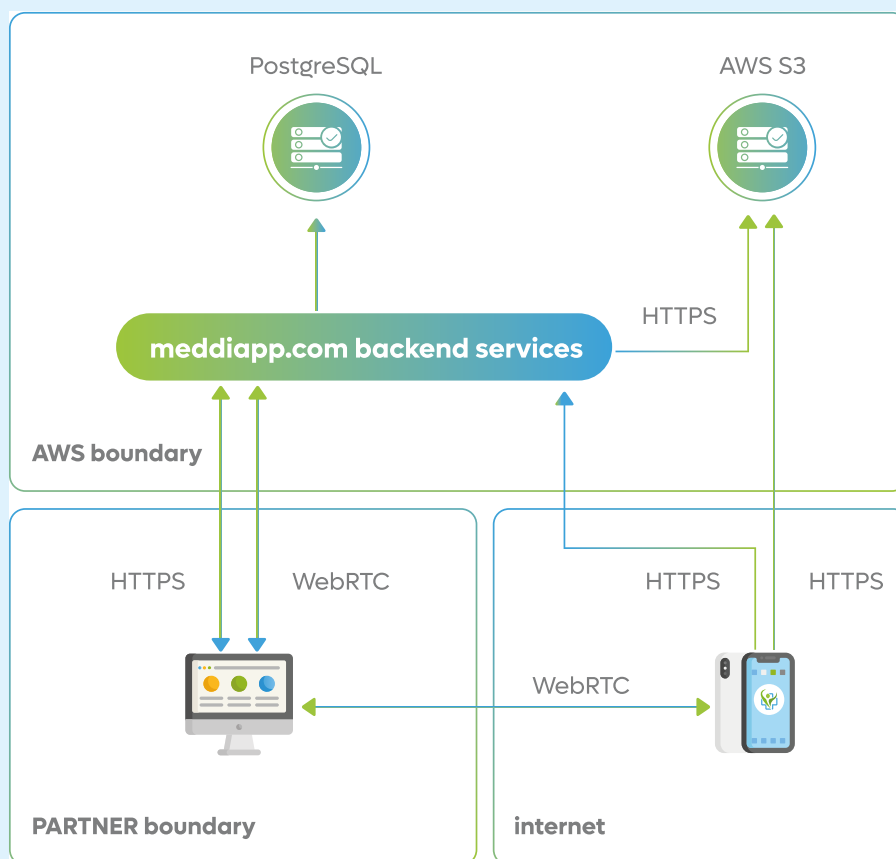 PostgreSQL
AWS S3
HTTPS
meddiapp.com backend services
AWS boundary
HTTPS
WebRTC
HTTPS
HTTPS
WebRTC
PARTNER boundary
internet